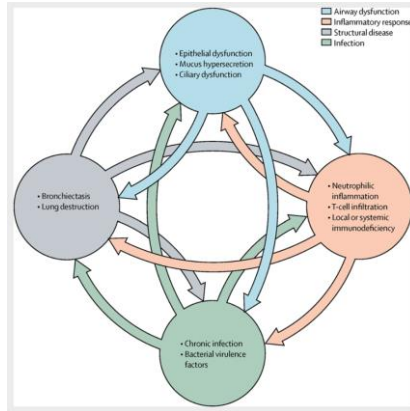 Airway dysfunction
Inflammatory response
Structural disease
Infection
• Epithelial dysfunction
• Mucus hypersecretion
• Ciliary dysfunction
• Bronchiectasis
• Lung destruction
• Neutrophilic
inflammation
• T-cell infiltration
• Local or systemic
immunodeficiency
• Chronic infection
• Bacterial virulence
factors